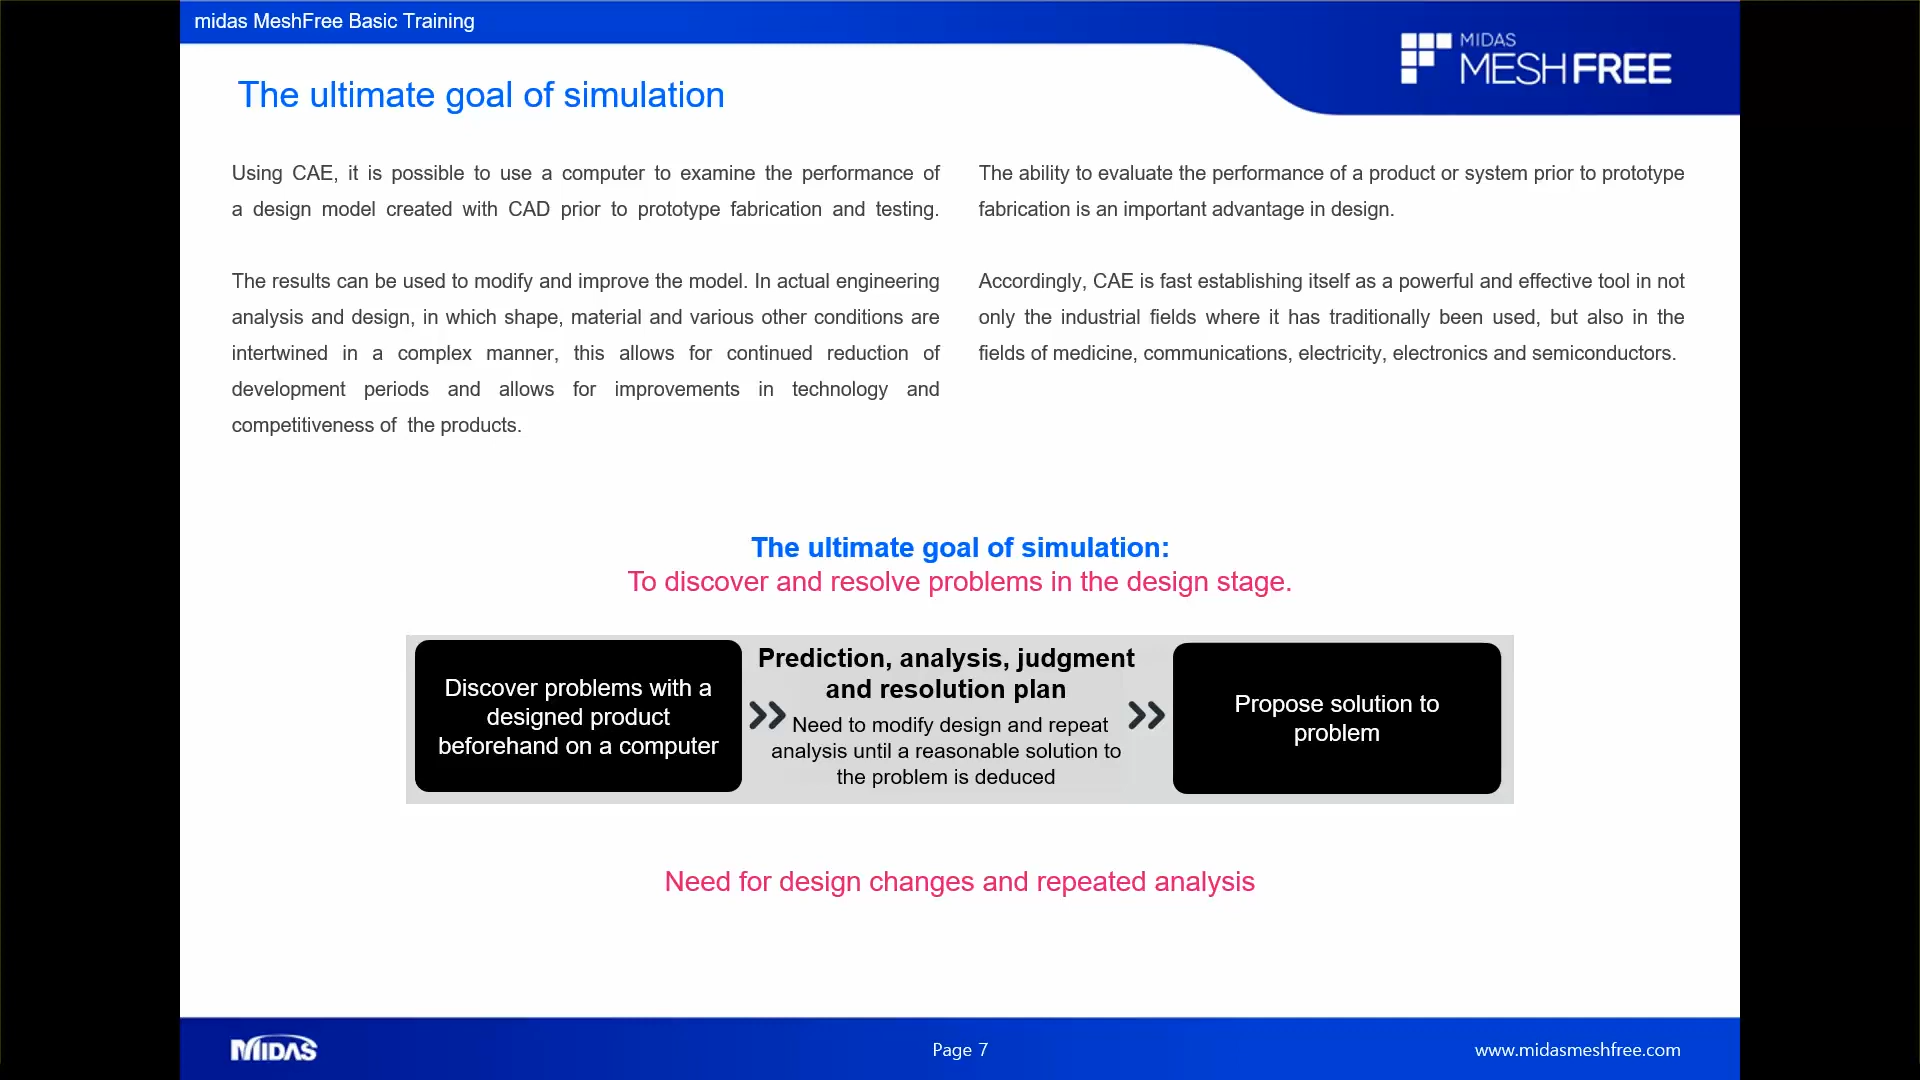 midas MeshFree Basic Training
MIDAS
MESHFREE
The ultimate goal of simulation
Using CAE, it is possible to use a computer to examine the performance of
a design model created with CAD prior to prototype fabrication and testing.
The results can be used to modify and improve the model. In actual engineering
analysis and design, in which shape, material and various other conditions are
intertwined in a complex manner, this allows for continued reduction of
development periods and allows for improvements in technology and
competitiveness of  the products.
The ability to evaluate the performance of a product or system prior to prototype
fabrication is an important advantage in design.
Accordingly, CAE is fast establishing itself as a powerful and effective tool in not
only the industrial fields where it has traditionally been used, but also in the
fields of medicine, communications, electricity, electronics and semiconductors.
The ultimate goal of simulation:
To discover and resolve problems in the design stage.
Discover problems with a
designed product
beforehand on a computer
Prediction, analysis, judgment
and resolution plan
Need to modify design and repeat
analysis until a reasonable solution to
the problem is deduced
Propose solution to
problem
Need for design changes and repeated analysis
MIDAS
Page 7
www.midasmeshfree.com